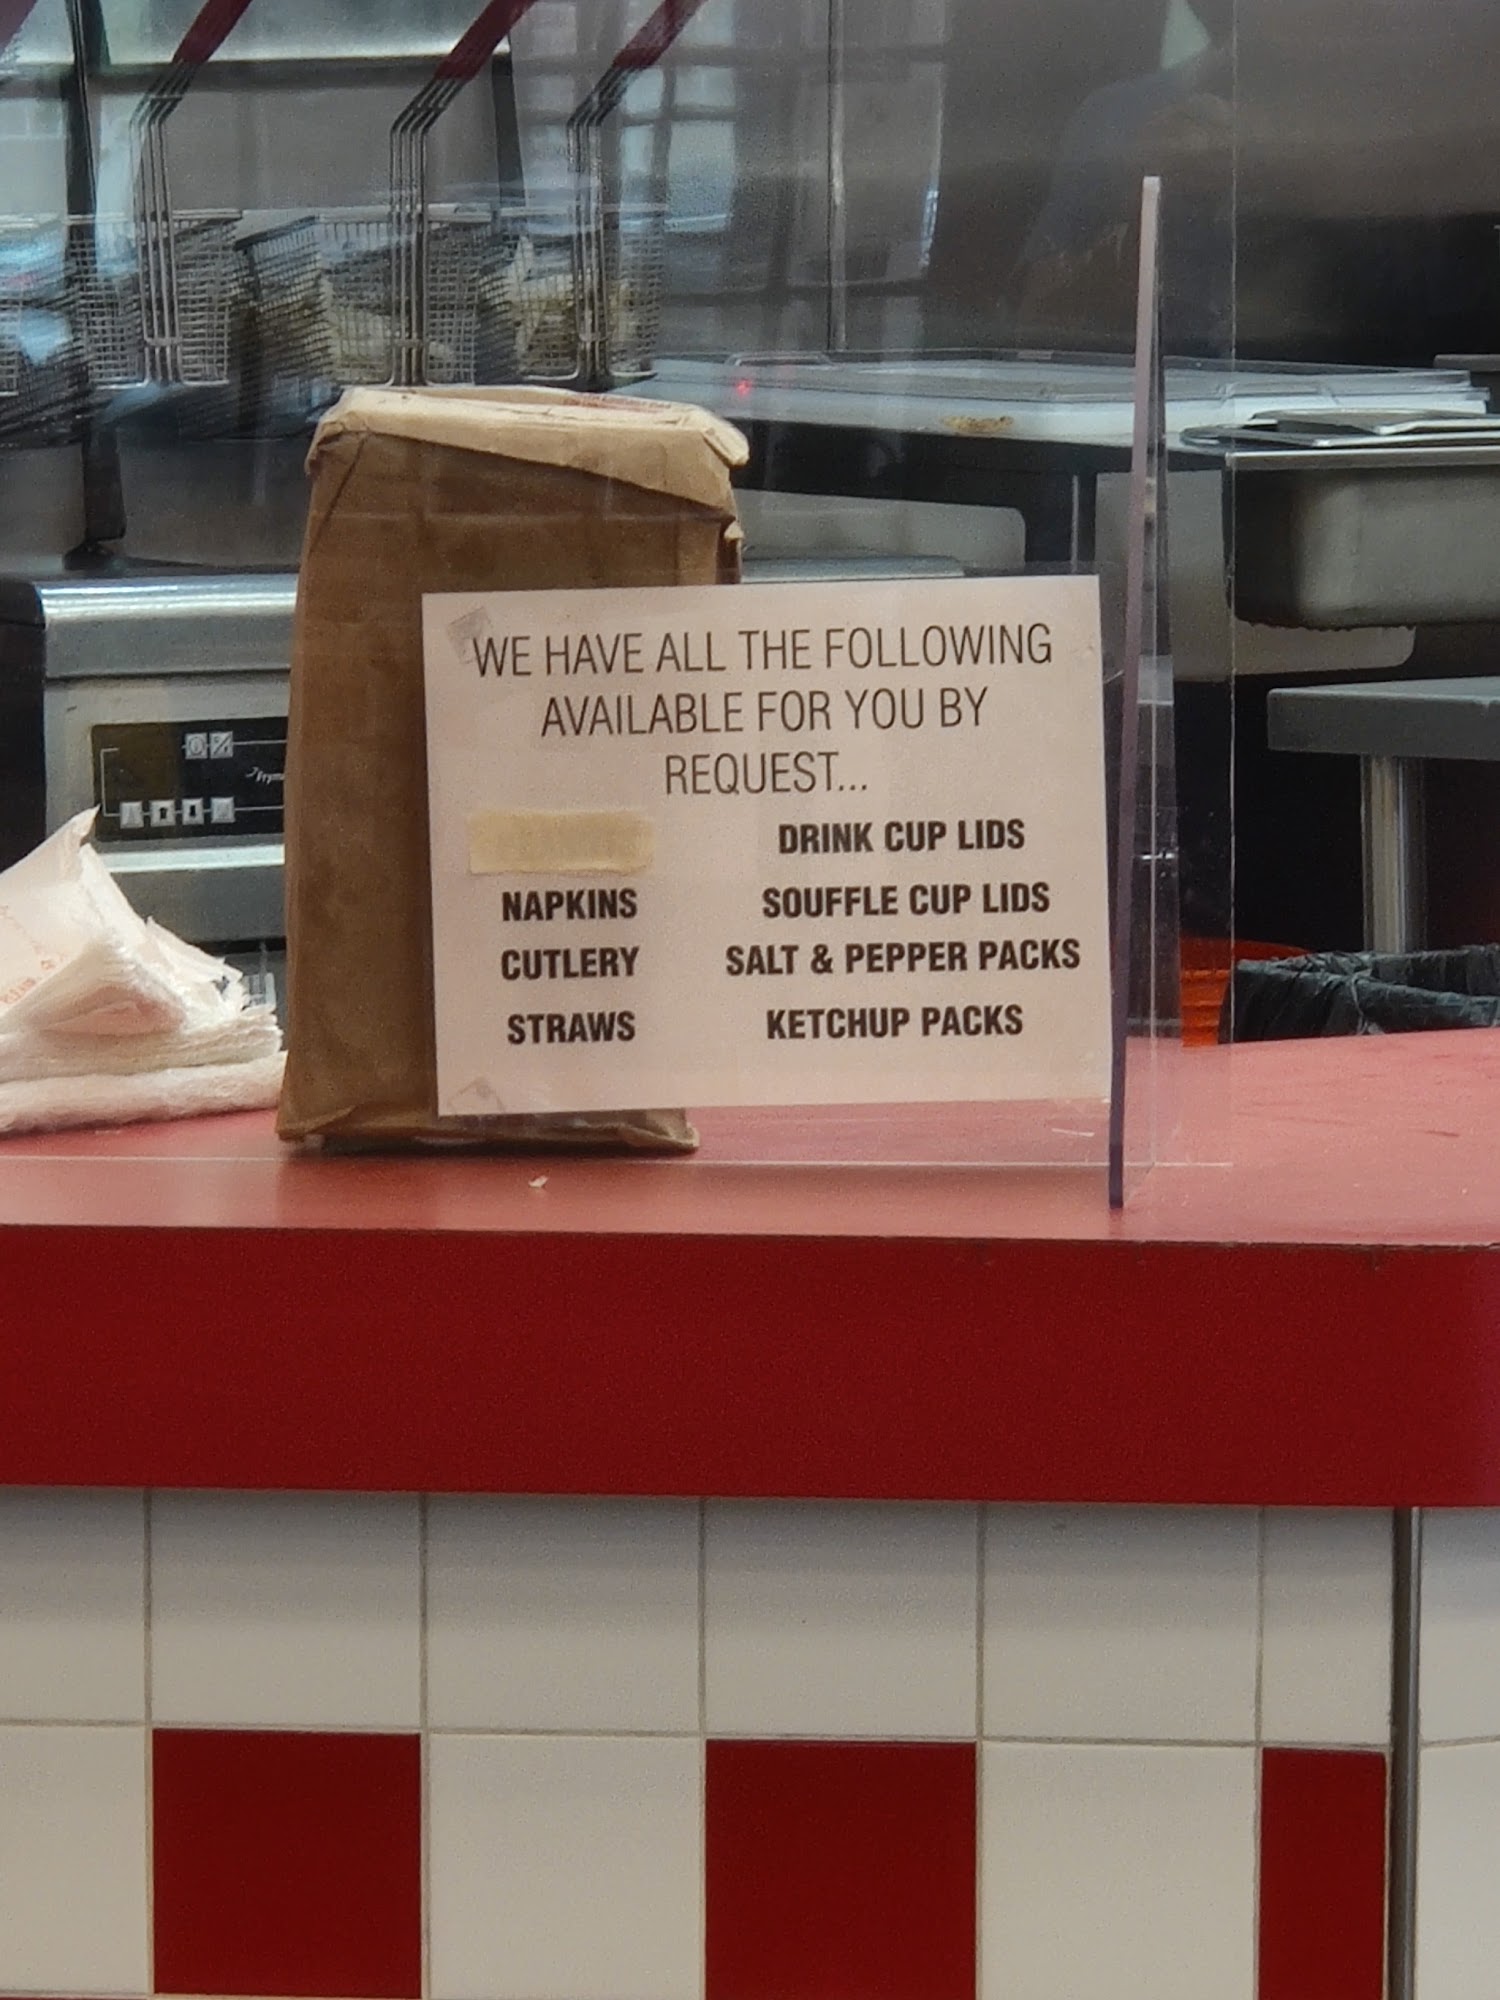 WE HAVE ALL THE FOLLOWING
AVAILABLE FOR YOU BY
REQUEST...
DRINK CUP LIDS
NAPKINS
SOUFFLE CUP LIDS
CUTLERY
SALT & PEPPER PACKS
STRAWS
KETCHUP PACKS